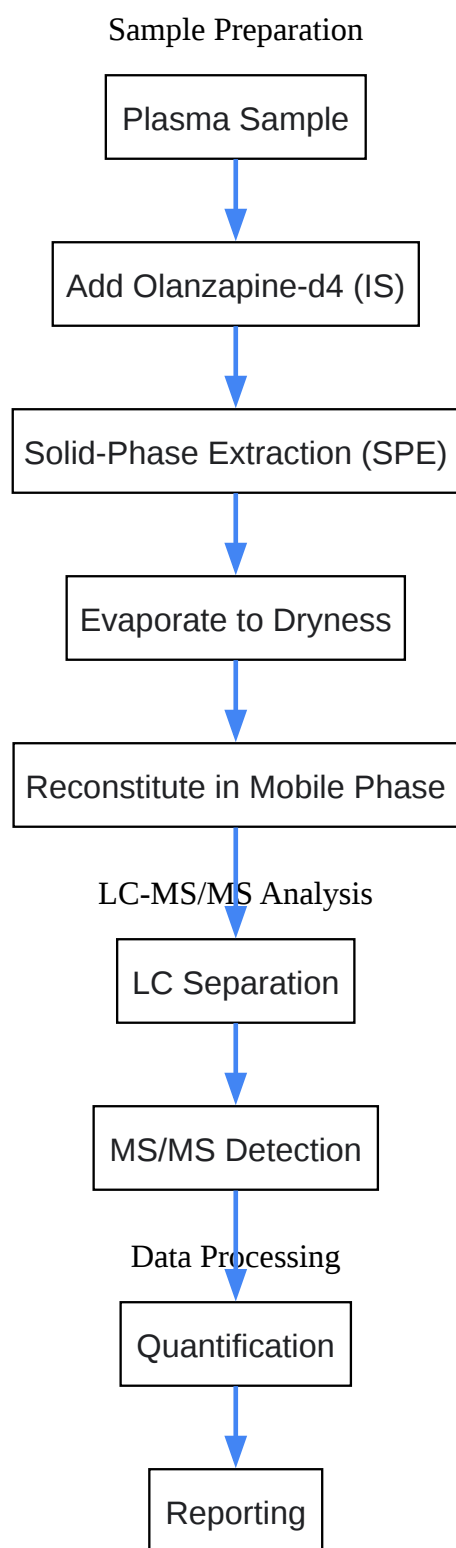 Sample Preparation
Plasma Sample
Add Olanzapine-d4 (IS)
Solid-Phase Extraction (SPE)
Evaporate to Dryness
Reconstitute in Mobile Phase
LC-MS/MS Analysis
LC Separation
MS/MS Detection
Data Processing
Quantification
Reporting